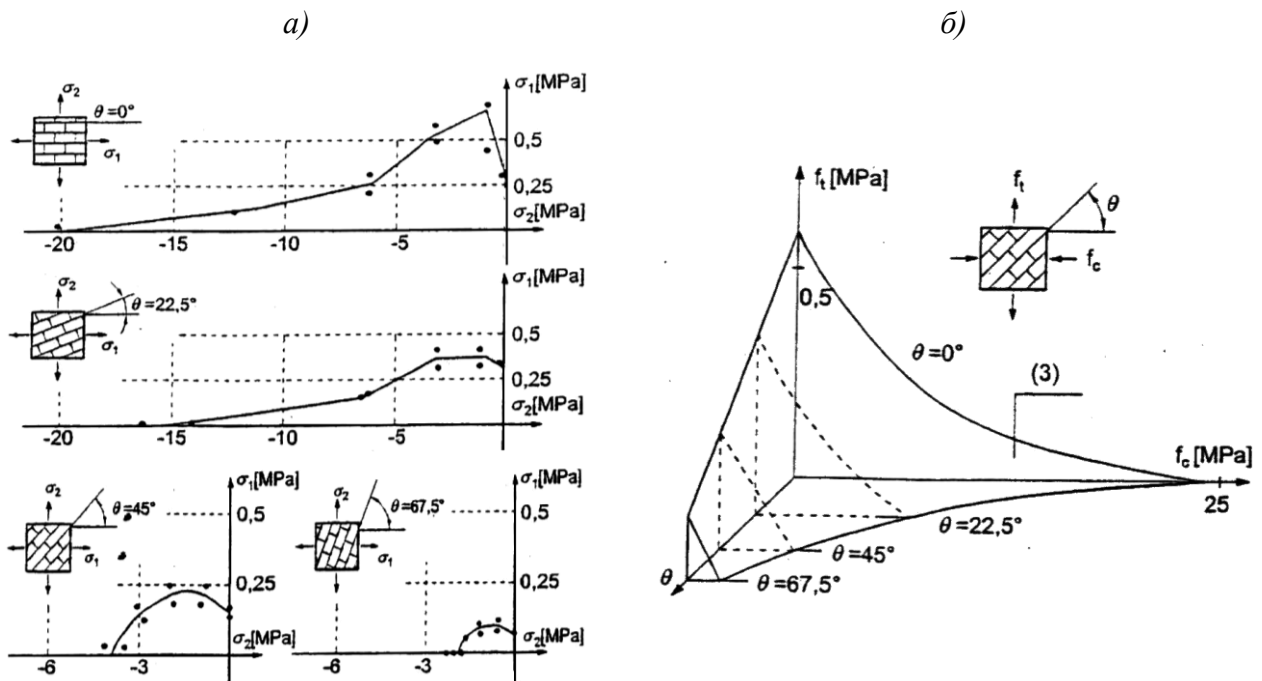 а)
σ₂
θ=0°
σ₁
σ₁[MPa]
0,5
0,25
σ₂[MPa]
-20
-15
-10
-5
σ₂
θ=22,5°
σ₁
σ₁[MPa]
0,5
0,25
σ₂[MPa]
-20
-15
-10
-5
σ₂
θ=45°
σ₁
σ₁[MPa]
0,5
0,25
σ₂[MPa]
-6
-3
σ₂
θ=67,5°
σ₁
σ₁[MPa]
0,5
0,25
σ₂[MPa]
-6
-3
б)
fₜ[MPa]
0,5
fₜ
θ
f꜀
θ=0°
(3)
f꜀[MPa]
25
θ=22,5°
θ=45°
θ=67,5°
θ